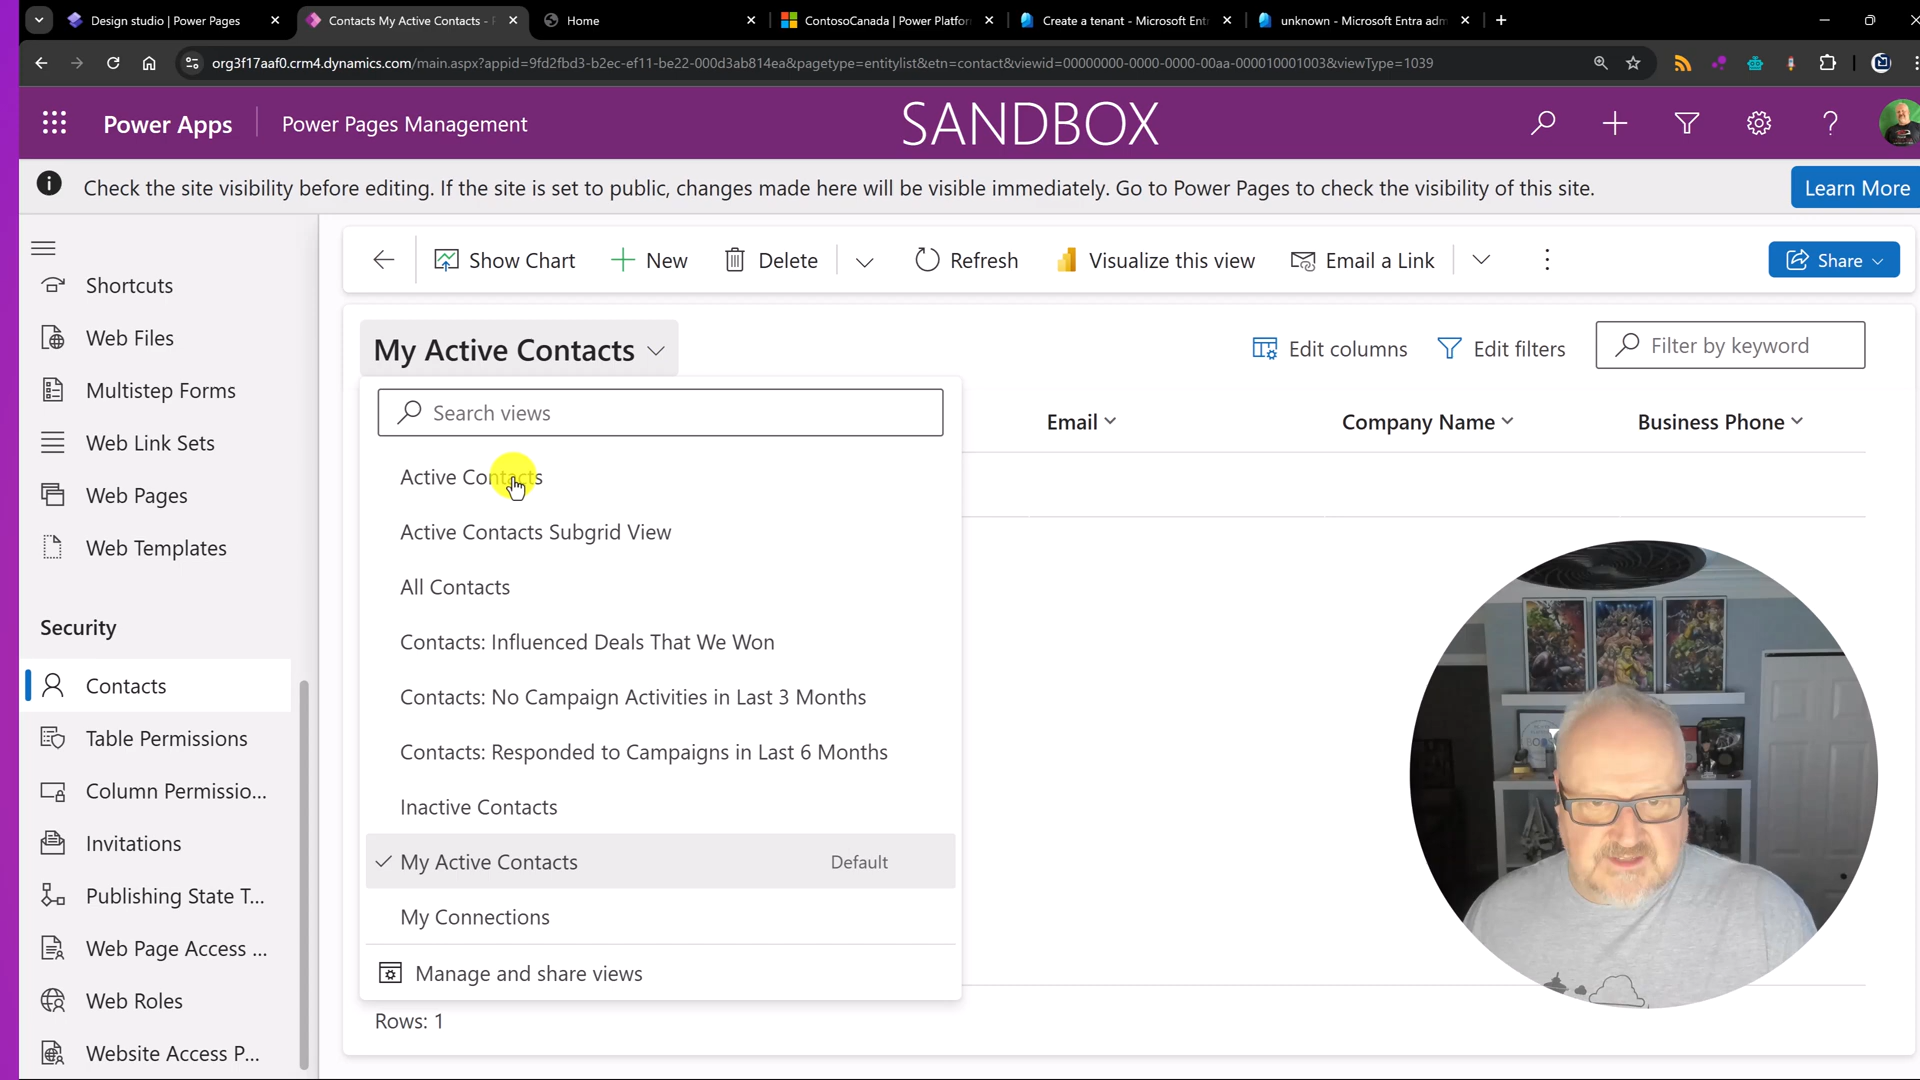 Design studio | Power Pages
Contacts My Active Contacts - P
Home
ContosoCanada | Power Platfor
Create a tenant - Microsoft Entr
unknown - Microsoft Entra adm
org3f17aaf0.crm4.dynamics.com/main.aspx?appid=9fd2fbd3-b2ec-ef11-be22-000d3ab814ea&pagetype=entitylist&etn=contact&viewid=00000000-0000-0000-00aa-000010001003&viewType=1039
Power Apps
Power Pages Management
SANDBOX
Check the site visibility before editing. If the site is set to public, changes made here will be visible immediately. Go to Power Pages to check the visibility of this site.
Learn More
Show Chart
New
Delete
Refresh
Visualize this view
Email a Link
Share
Shortcuts
Web Files
Multistep Forms
Web Link Sets
Web Pages
Web Templates
Security
Contacts
Table Permissions
Column Permissio...
Invitations
Publishing State T...
Web Page Access ...
Web Roles
Website Access P...
My Active Contacts
Edit columns
Edit filters
Filter by keyword
Search views
Email
Company Name
Business Phone
Active Contacts
Active Contacts Subgrid View
All Contacts
Contacts: Influenced Deals That We Won
Contacts: No Campaign Activities in Last 3 Months
Contacts: Responded to Campaigns in Last 6 Months
Inactive Contacts
My Active Contacts
Default
My Connections
Manage and share views
Rows: 1